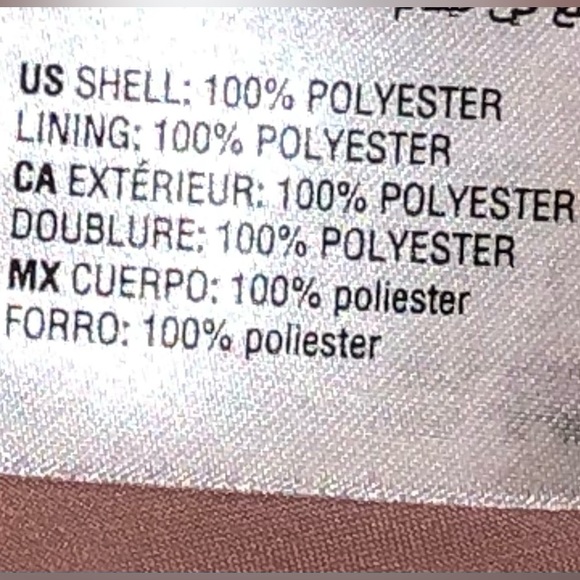 US SHELL: 100% POLYESTER
LINING: 100% POLYESTER
CA EXTÉRIEUR: 100% POLYESTER
DOUBLURE: 100% POLYESTER
MX CUERPO: 100% poliester
FORRO: 100% poliester